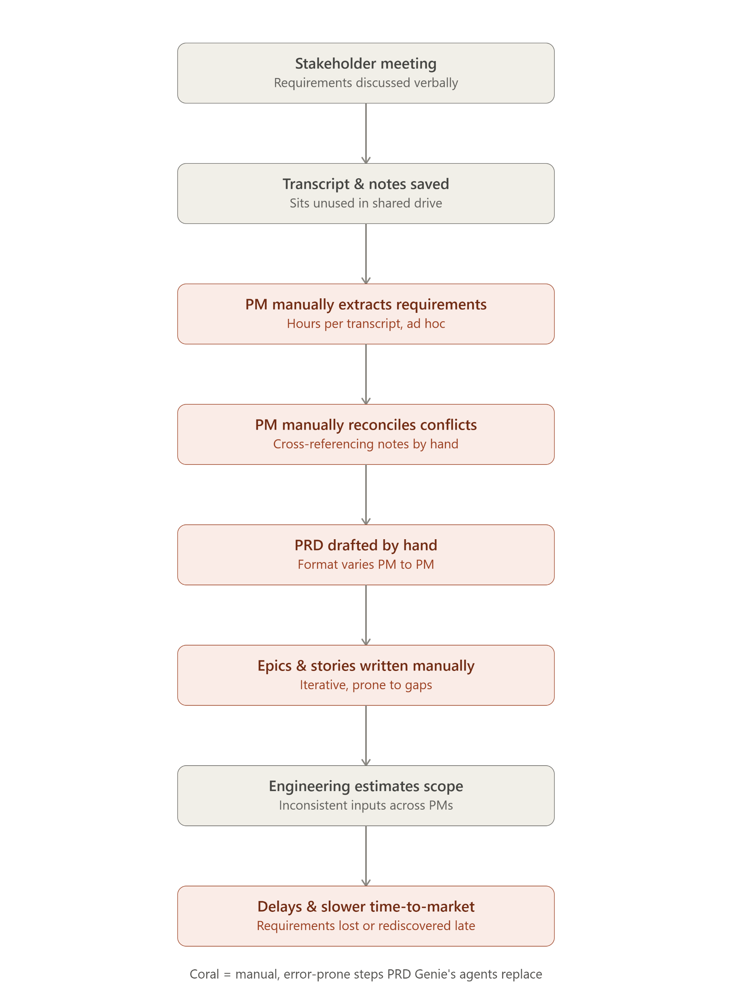 Stakeholder meeting
Requirements discussed verbally
Transcript & notes saved
Sits unused in shared drive
PM manually extracts requirements
Hours per transcript, ad hoc
PM manually reconciles conflicts
Cross-referencing notes by hand
PRD drafted by hand
Format varies PM to PM
Epics & stories written manually
Iterative, prone to gaps
Engineering estimates scope
Inconsistent inputs across PMs
Delays & slower time-to-market
Requirements lost or rediscovered late
Coral = manual, error-prone steps PRD Genie's agents replace